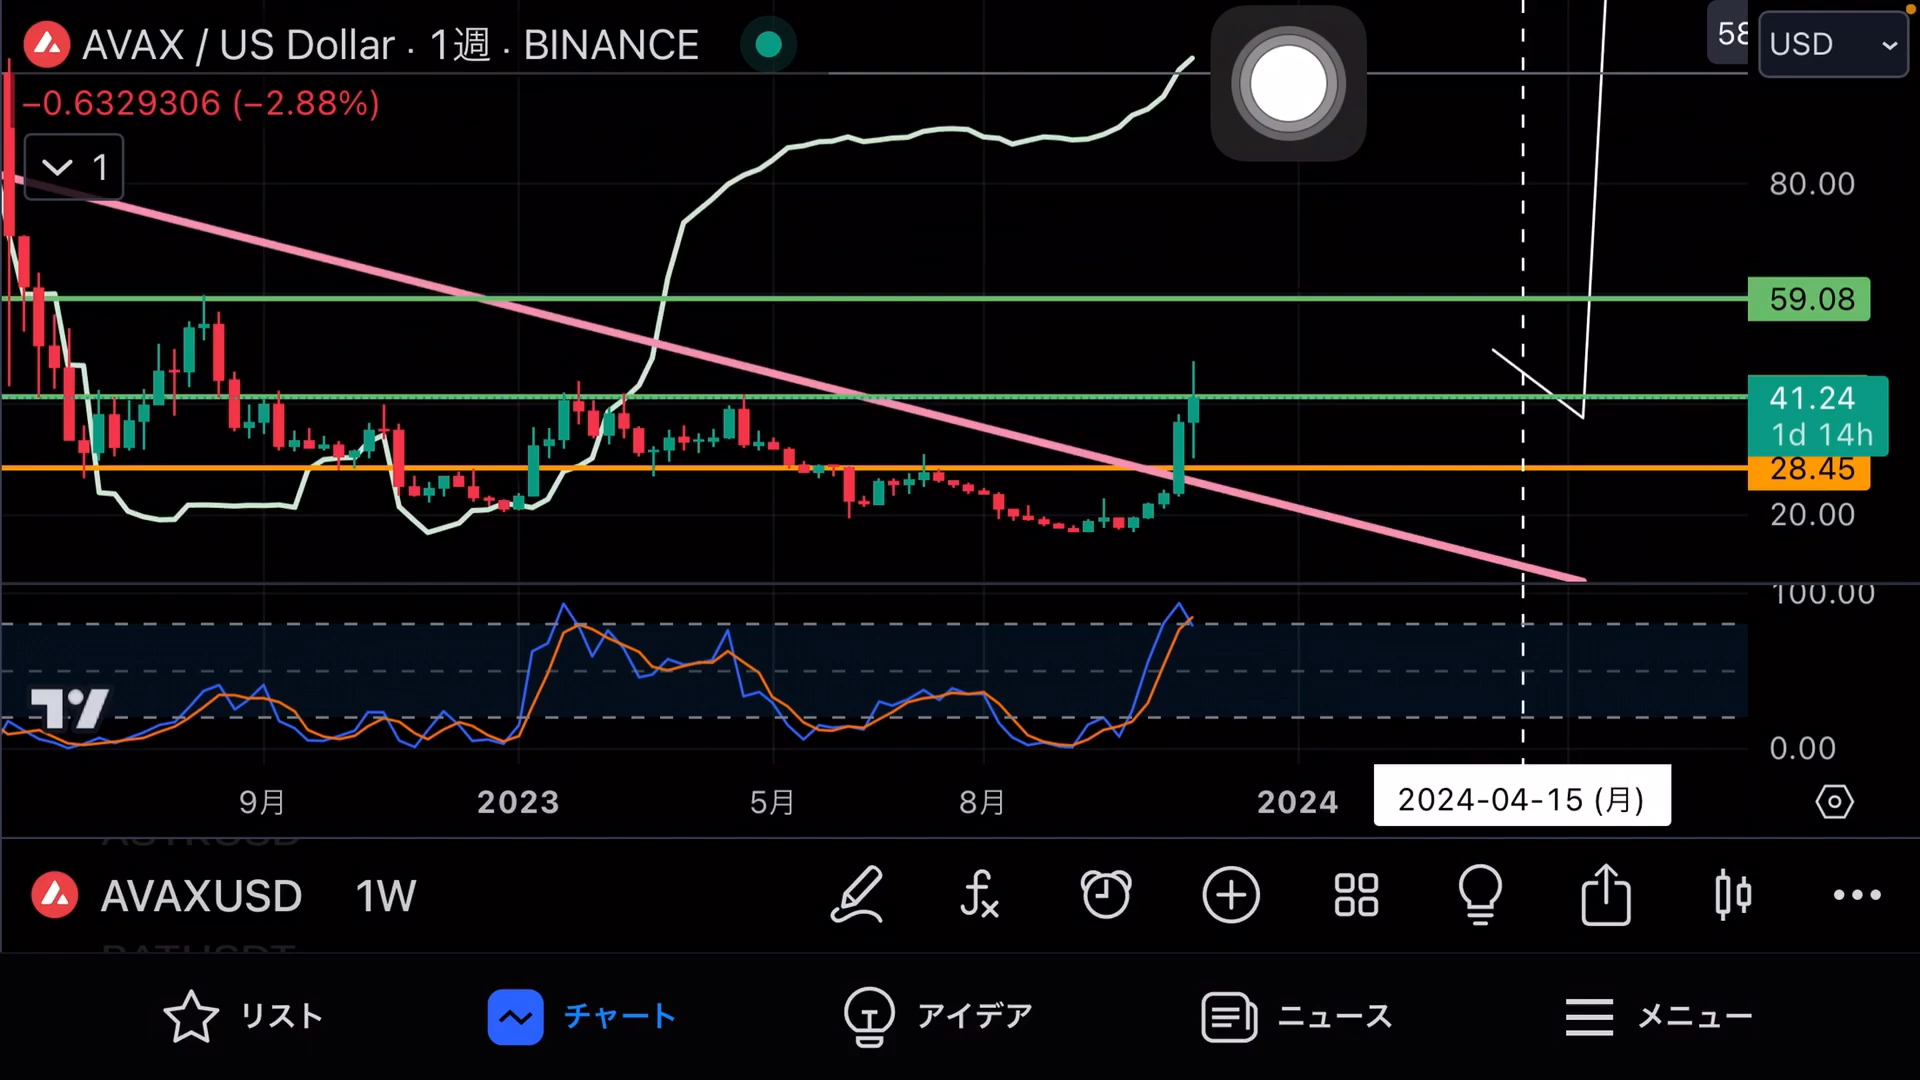 AVAX / US Dollar · 1週 · BINANCE
58
USD
−0.6329306 (−2.88%)
1
80.00
59.08
41.24
1d 14h
28.45
20.00
100.00
0.00
9月 2023 5月 8月 2024 2024-04-15 (月)
AVAXUSD 1W
リスト チャート アイデア ニュース メニュー